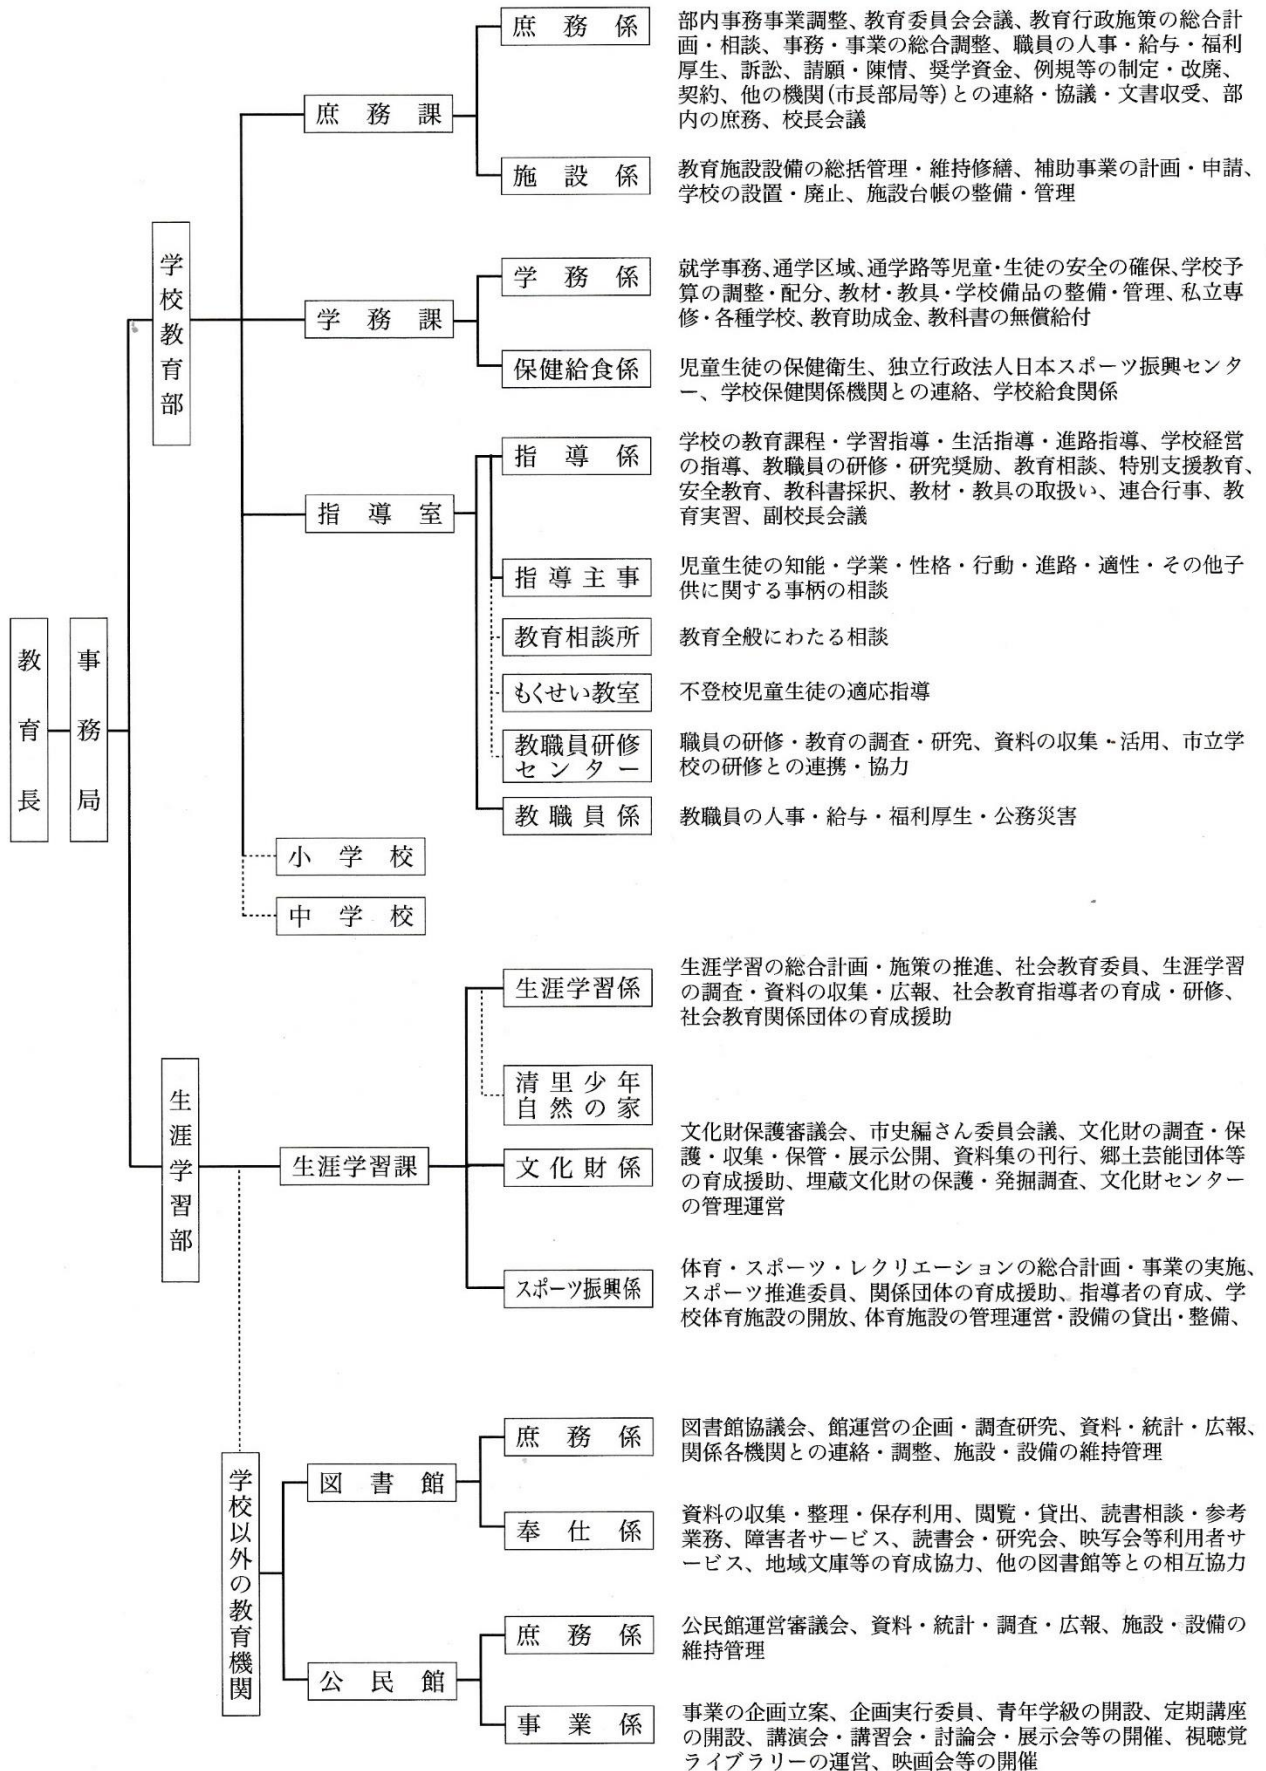 教育長
事務局
学校教育部
庶務課
庶務係
部内事務事業調整、教育委員会会議、教育行政施策の総合計
画・相談、事務・事業の総合調整、職員の人事・給与・福利
厚生、訴訟、請願・陳情、奨学資金、例規等の制定・改廃、
契約、他の機関(市長部局等)との連絡・協議・文書収受、部
内の庶務、校長会議
施設係
教育施設設備の総括管理・維持修繕、補助事業の計画・申請、
学校の設置・廃止、施設台帳の整備・管理
学務課
学務係
就学事務、通学区域、通学路等児童・生徒の安全の確保、学校予
算の調整・配分、教材・教具・学校備品の整備・管理、私立専
修・各種学校、教育助成金、教科書の無償給付
保健給食係
児童生徒の保健衛生、独立行政法人日本スポーツ振興センタ
ー、学校保健関係機関との連絡、学校給食関係
指導室
指導係
学校の教育課程・学習指導・生活指導・進路指導、学校経営
の指導、教職員の研修・研究奨励、教育相談、特別支援教育、
安全教育、教科書採択、教材・教具の取扱い、連合行事、教
育実習、副校長会議
指導主事
児童生徒の知能・学業・性格・行動・進路・適性・その他子
供に関する事柄の相談
教育相談所
教育全般にわたる相談
もくせい教室
不登校児童生徒の適応指導
教職員研修
センター
職員の研修・教育の調査・研究、資料の収集・活用、市立学
校の研修との連携・協力
教職員係
教職員の人事・給与・福利厚生・公務災害
小学校
中学校
生涯学習部
生涯学習課
生涯学習係
生涯学習の総合計画・施策の推進、社会教育委員、生涯学習
の調査・資料の収集・広報、社会教育指導者の育成・研修、
社会教育関係団体の育成援助
清里少年
自然の家
文化財係
文化財保護審議会、市史編さん委員会議、文化財の調査・保
護・収集・保管・展示公開、資料集の刊行、郷土芸能団体等
の育成援助、埋蔵文化財の保護・発掘調査、文化財センター
の管理運営
スポーツ振興係
体育・スポーツ・レクリエーションの総合計画・事業の実施、
スポーツ推進委員、関係団体の育成援助、指導者の育成、学
校体育施設の開放、体育施設の管理運営・設備の貸出・整備、
学校以外の教育機関
図書館
庶務係
図書館協議会、館運営の企画・調査研究、資料・統計・広報、
関係各機関との連絡・調整、施設・設備の維持管理
奉仕係
資料の収集・整理・保存利用、閲覧・貸出、読書相談・参考
業務、障害者サービス、読書会・研究会、映写会等利用者サ
ービス、地域文庫等の育成協力、他の図書館等との相互協力
公民館
庶務係
公民館運営審議会、資料・統計・調査・広報、施設・設備の
維持管理
事業係
事業の企画立案、企画実行委員、青年学級の開設、定期講座
の開設、講演会・講習会・討論会・展示会等の開催、視聴覚
ライブラリーの運営、映画会等の開催